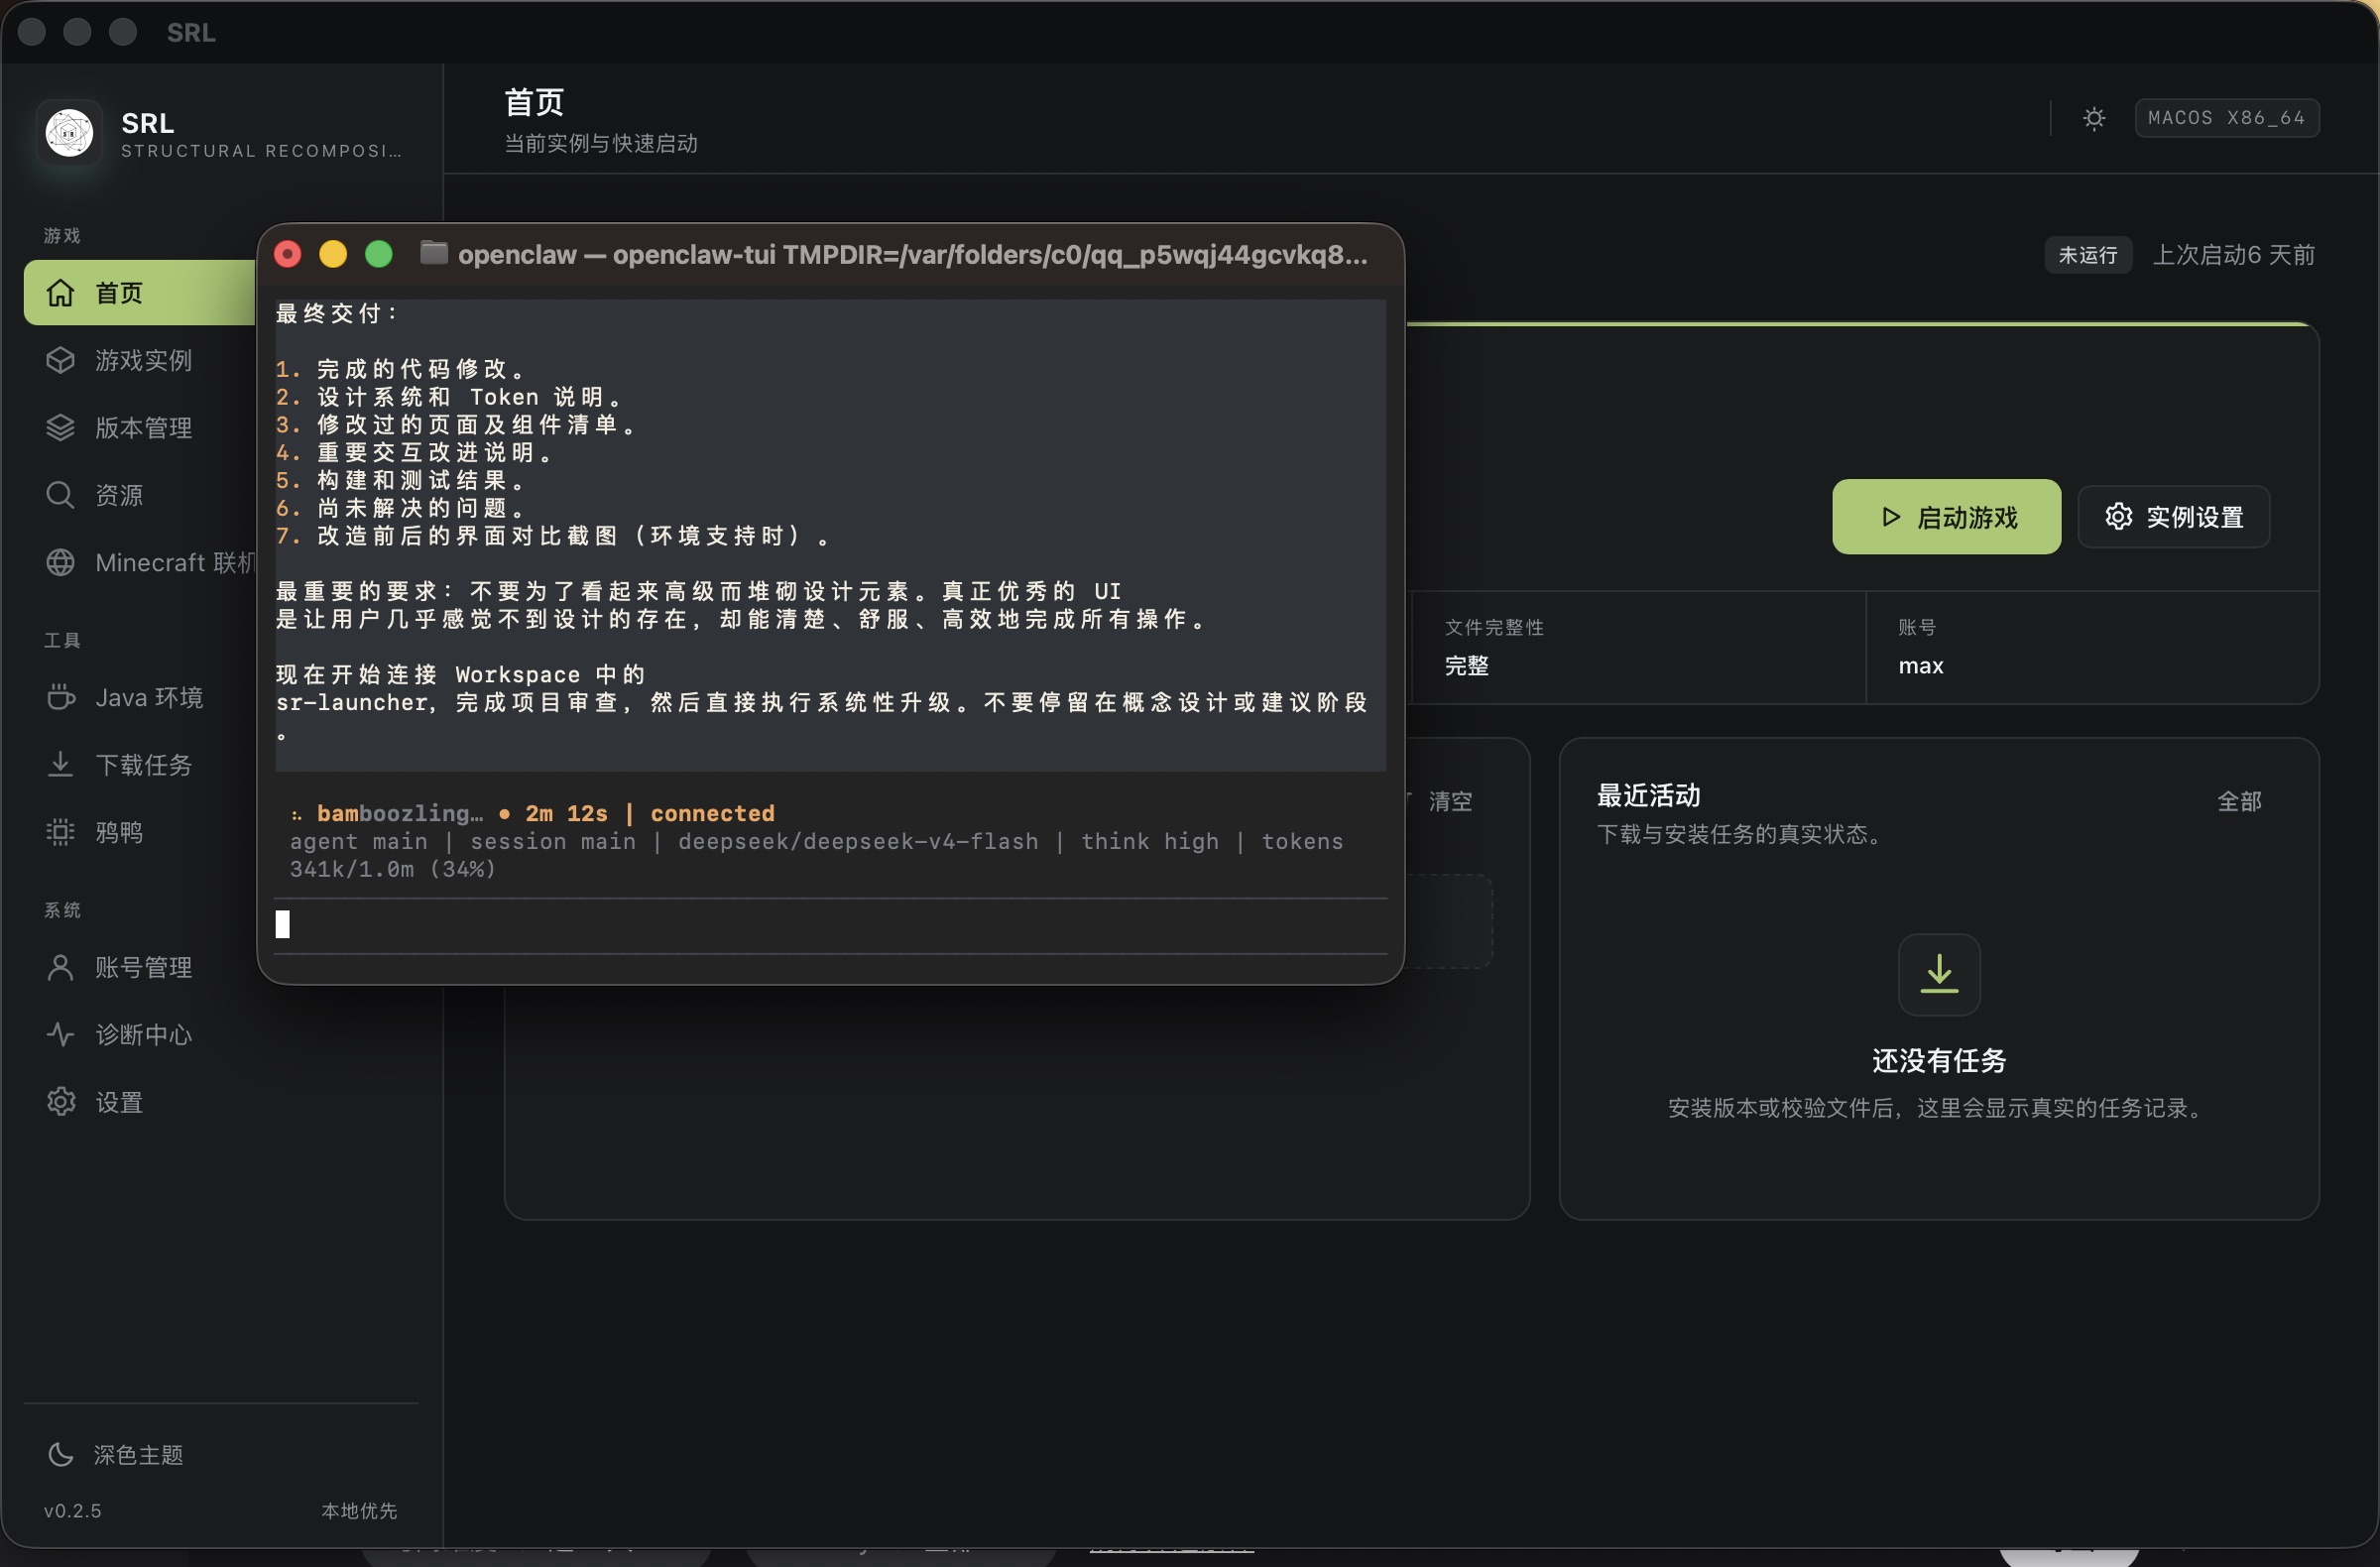 SRL
SRL
STRUCTURAL RECOMPOSI…
首页
当前实例与快速启动
MACOS X86_64
游戏
首页
游戏实例
版本管理
资源
Minecraft 联机
工具
Java 环境
下载任务
鸦鸭
系统
账号管理
诊断中心
设置
深色主题
v0.2.5
本地优先
openclaw — openclaw-tui TMPDIR=/var/folders/c0/qq_p5wqj44gcvkq8…
最终交付:
1. 完成的代码修改。
2. 设计系统和 Token 说明。
3. 修改过的页面及组件清单。
4. 重要交互改进说明。
5. 构建和测试结果。
6. 尚未解决的问题。
7. 改造前后的界面对比截图(环境支持时)。
最重要的要求:不要为了看起来高级而堆砌设计元素。真正优秀的 UI
是让用户几乎感觉不到设计的存在,却能清楚、舒服、高效地完成所有操作。
现在开始连接 Workspace 中的
sr-launcher,完成项目审查,然后直接执行系统性升级。不要停留在概念设计或建议阶段
。
bamboozling… • 2m 12s | connected
agent main | session main | deepseek/deepseek-v4-flash | think high | tokens
341k/1.0m (34%)
未运行
上次启动6 天前
启动游戏
实例设置
文件完整性
完整
账号
max
清空
最近活动
全部
下载与安装任务的真实状态。
还没有任务
安装版本或校验文件后,这里会显示真实的任务记录。